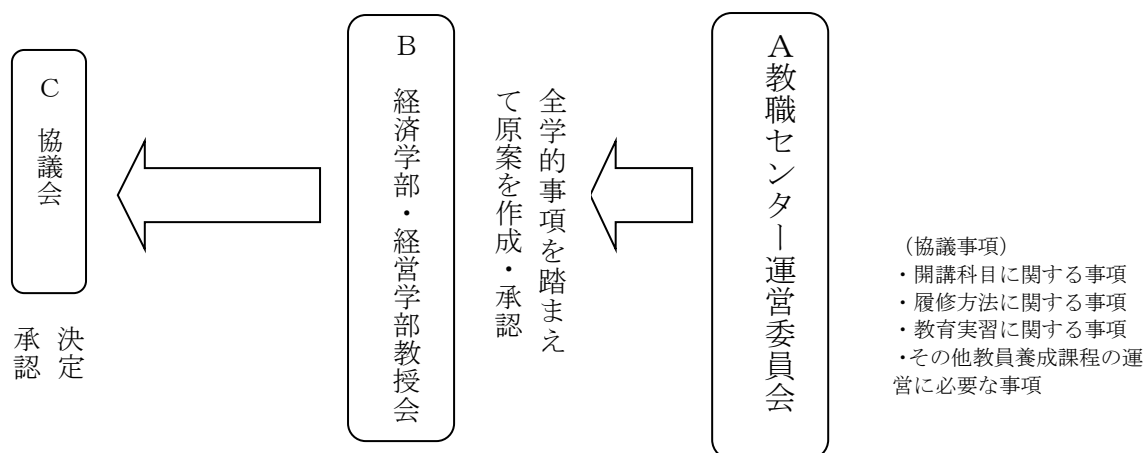 （協議事項）
・開講科目に関する事項
・履修方法に関する事項
・教育実習に関する事項
・その他教員養成課程の運
営に必要な事項
A教職センター運営委員会
全学的事項を踏まえ
て原案を作成・承認
B　経済学部・経営学部教授会
C　協議会
決定
承認